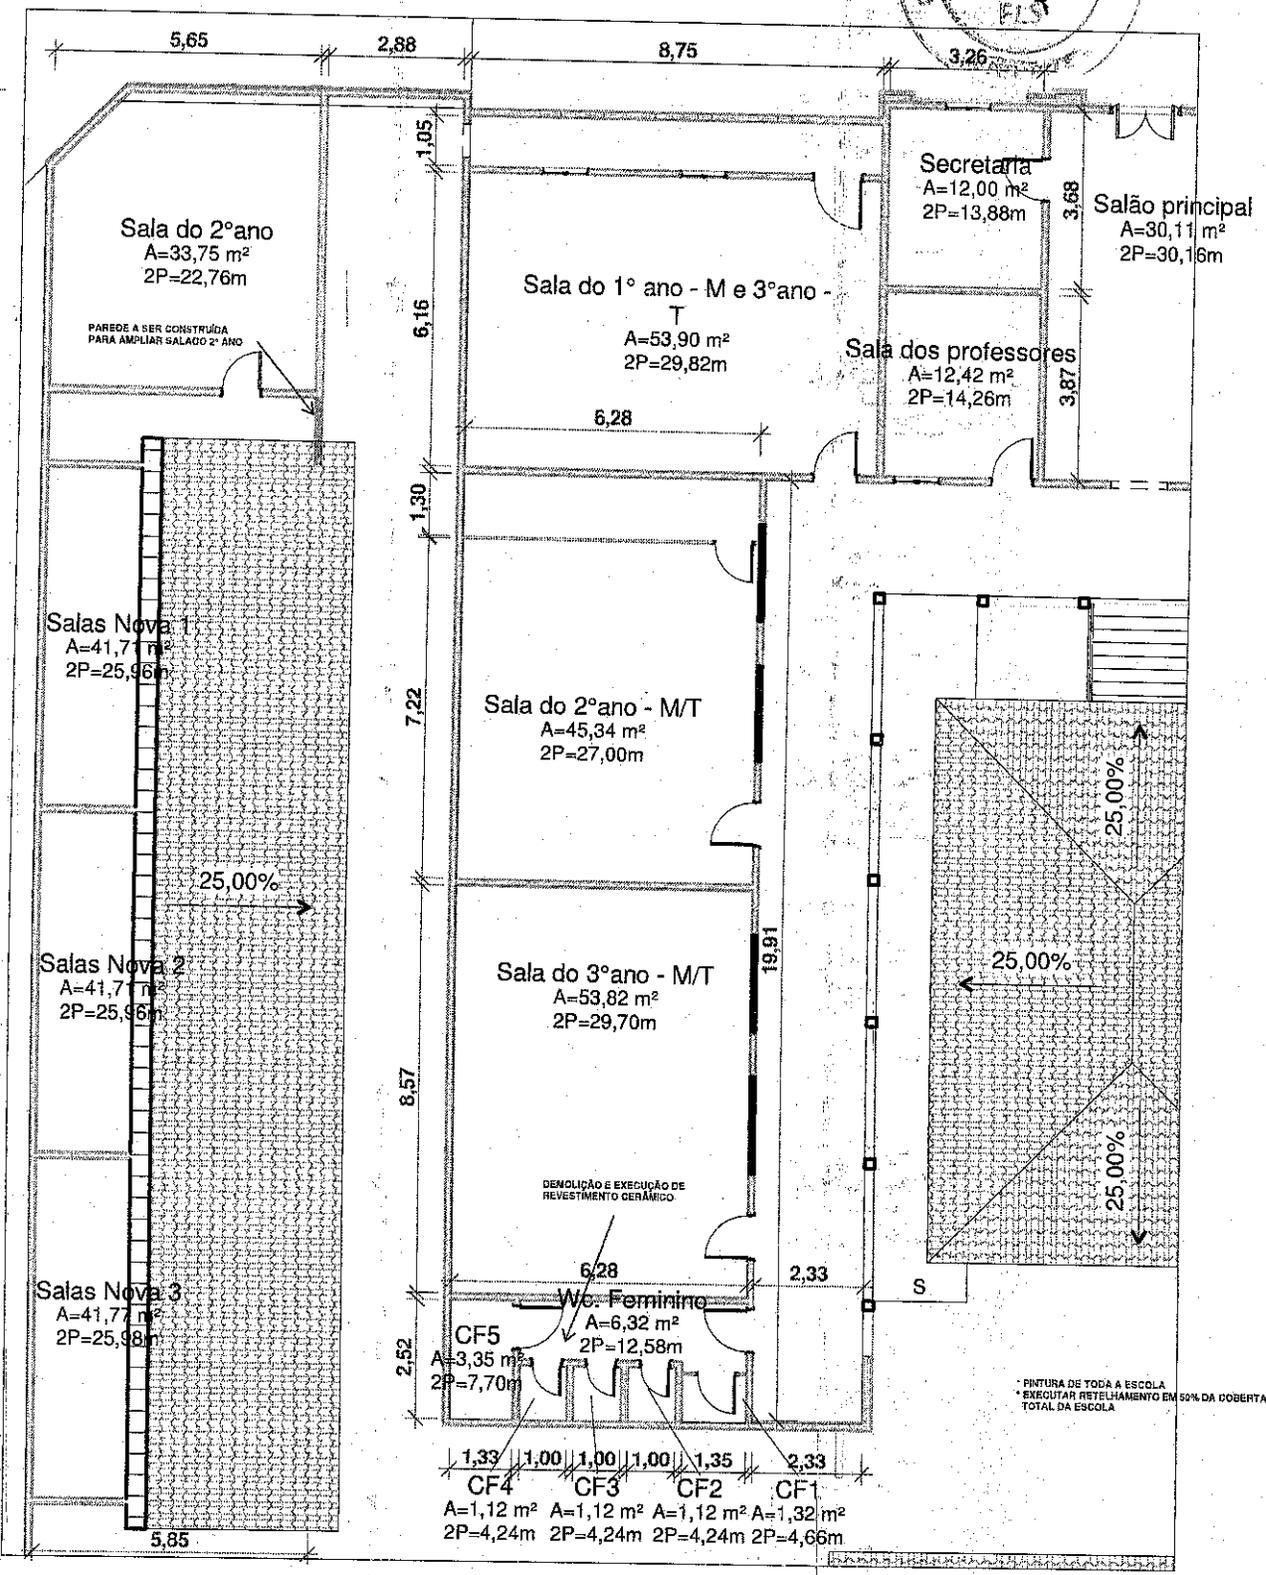 FLS
5,65
2,88
8,75
3,26
1,05
Secretaria
A=12,00 m²
2P=13,88m
3,68
Salão principal
A=30,11 m²
2P=30,16m
Sala do 2°ano
A=33,75 m²
2P=22,76m
PAREDE A SER CONSTRUÍDA
PARA AMPLIAR SALADO 2° ANO
6,16
Sala do 1° ano - M e 3°ano -
T
A=53,90 m²
2P=29,82m
Sala dos professores
A=12,42 m²
2P=14,26m
3,87
6,28
1,30
Salas Nova 1
A=41,71 m²
2P=25,96m
7,22
Sala do 2°ano - M/T
A=45,34 m²
2P=27,00m
25,00%
25,00%
Salas Nova 2
A=41,71 m²
2P=25,96m
Sala do 3°ano - M/T
A=53,82 m²
2P=29,70m
19,91
25,00%
8,57
25,00%
DEMOLIÇÃO E EXECUÇÃO DE
REVESTIMENTO CERÂMICO
6,28
2,33
S
Salas Nova 3
A=41,77 m²
2P=25,98m
Wc. Feminino
A=6,32 m²
2P=12,58m
CF5
A=3,35 m²
2P=7,70m
2,52
* PINTURA DE TODA A ESCOLA
* EXECUTAR RETELHAMENTO EM 50% DA COBERTA
TOTAL DA ESCOLA
1,33
1,00
1,00
1,00
1,35
2,33
CF4
A=1,12 m²
2P=4,24m
CF3
A=1,12 m²
2P=4,24m
CF2
A=1,12 m²
2P=4,24m
CF1
A=1,32 m²
2P=4,66m
5,85